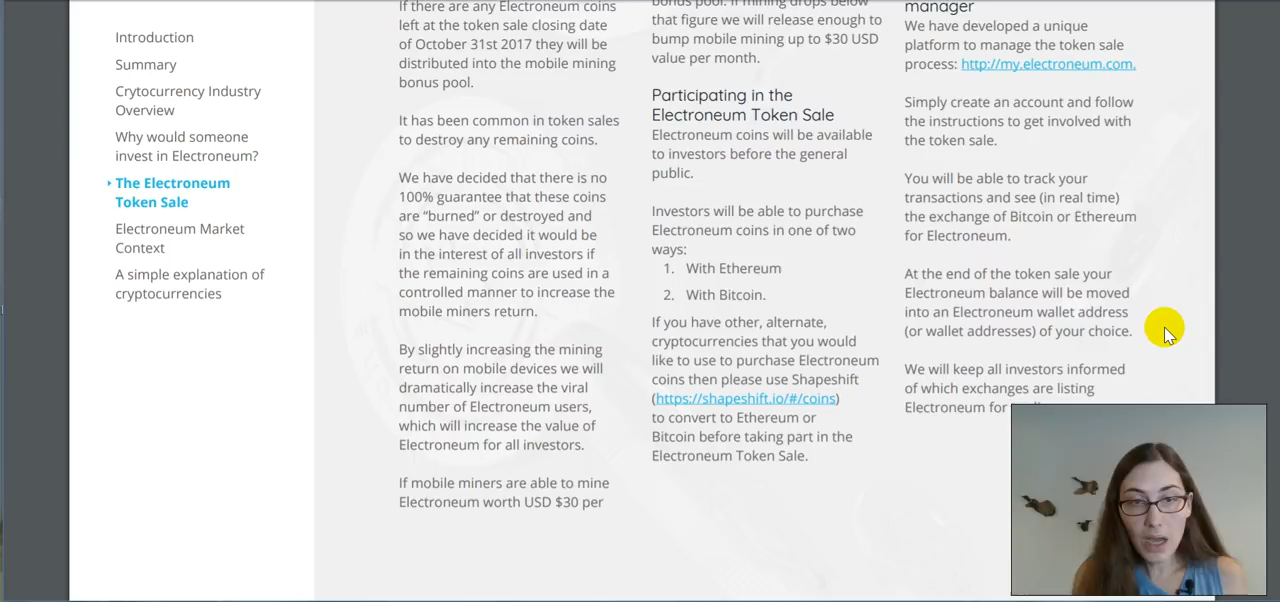 Introduction
Summary
Crytocurrency Industry
Overview
Why would someone
invest in Electroneum?
The Electroneum
Token Sale
Electroneum Market
Context
A simple explanation of
cryptocurrencies
If there are any Electroneum coins
left at the token sale closing date
of October 31st 2017 they will be
distributed into the mobile mining
bonus pool.
It has been common in token sales
to destroy any remaining coins.
We have decided that there is no
100% guarantee that these coins
are “burned” or destroyed and
so we have decided it would be
in the interest of all investors if
the remaining coins are used in a
controlled manner to increase the
mobile miners return.
By slightly increasing the mining
return on mobile devices we will
dramatically increase the viral
number of Electroneum users,
which will increase the value of
Electroneum for all investors.
If mobile miners are able to mine
Electroneum worth USD $30 per
bonus pool. If mining drops below
that figure we will release enough to
bump mobile mining up to $30 USD
value per month.
Participating in the
Electroneum Token Sale
Electroneum coins will be available
to investors before the general
public.
Investors will be able to purchase
Electroneum coins in one of two
ways:
1. With Ethereum
2. With Bitcoin.
If you have other, alternate,
cryptocurrencies that you would
like to use to purchase Electroneum
coins then please use Shapeshift
(https://shapeshift.io/#/coins)
to convert to Ethereum or
Bitcoin before taking part in the
Electroneum Token Sale.
manager
We have developed a unique
platform to manage the token sale
process: http://my.electroneum.com.
Simply create an account and follow
the instructions to get involved with
the token sale.
You will be able to track your
transactions and see (in real time)
the exchange of Bitcoin or Ethereum
for Electroneum.
At the end of the token sale your
Electroneum balance will be moved
into an Electroneum wallet address
(or wallet addresses) of your choice.
We will keep all investors informed
of which exchanges are listing
Electroneum for